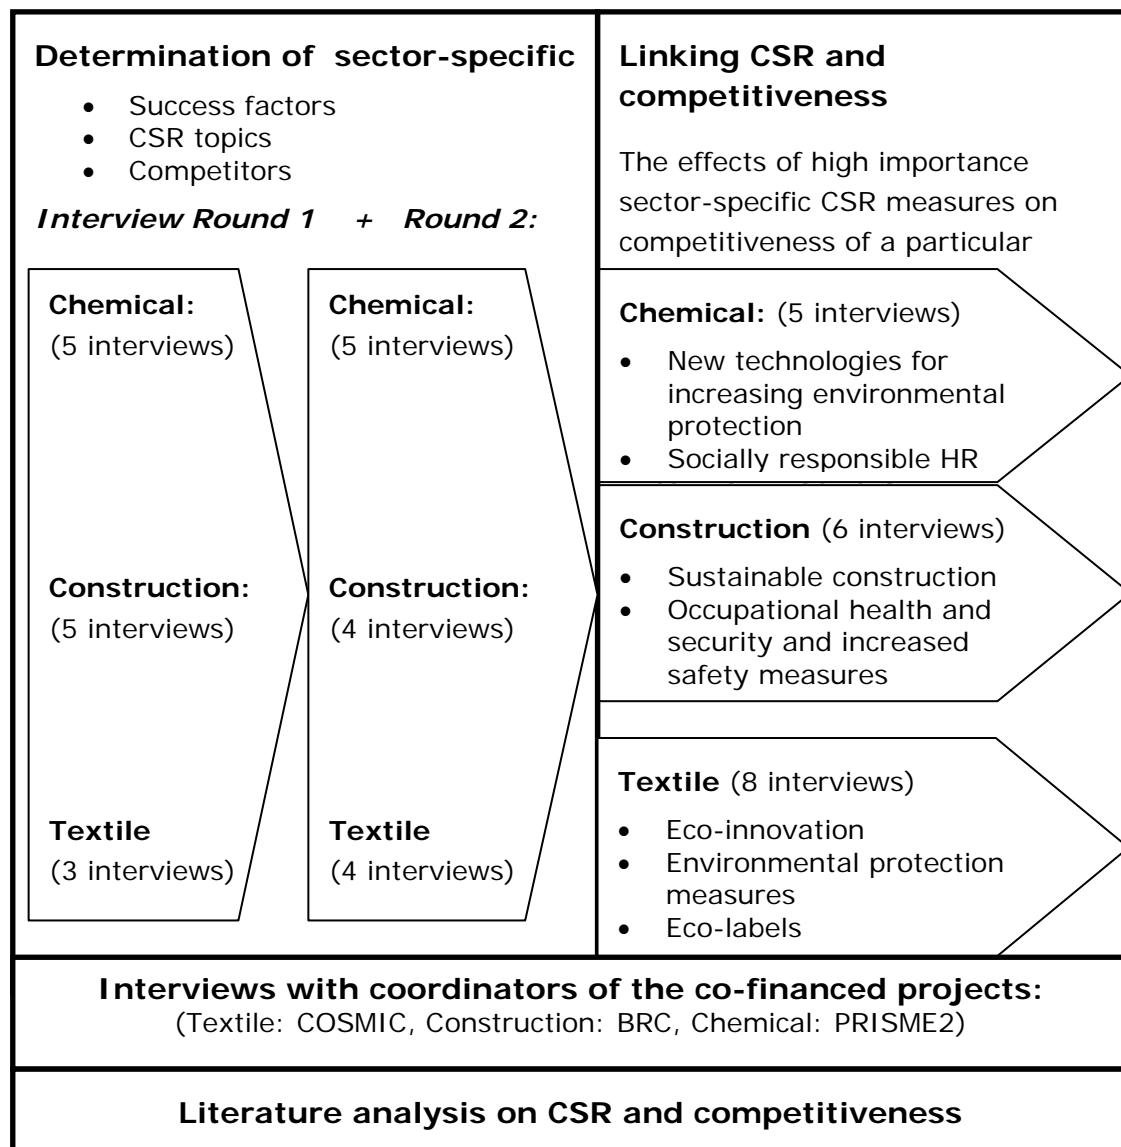 Determination of sector-specific
• Success factors
• CSR topics
• Competitors
Interview Round 1 + Round 2:
Chemical:
(5 interviews)
Construction:
(5 interviews)
Textile
(3 interviews)
Chemical:
(5 interviews)
Construction:
(4 interviews)
Textile
(4 interviews)
Linking CSR and
competitiveness
The effects of high importance
sector-specific CSR measures on
competitiveness of a particular
Chemical: (5 interviews)
• New technologies for
increasing environmental
protection
• Socially responsible HR
Construction (6 interviews)
• Sustainable construction
• Occupational health and
security and increased
safety measures
Textile (8 interviews)
• Eco-innovation
• Environmental protection
measures
• Eco-labels
Interviews with coordinators of the co-financed projects:
(Textile: COSMIC, Construction: BRC, Chemical: PRISME2)
Literature analysis on CSR and competitiveness